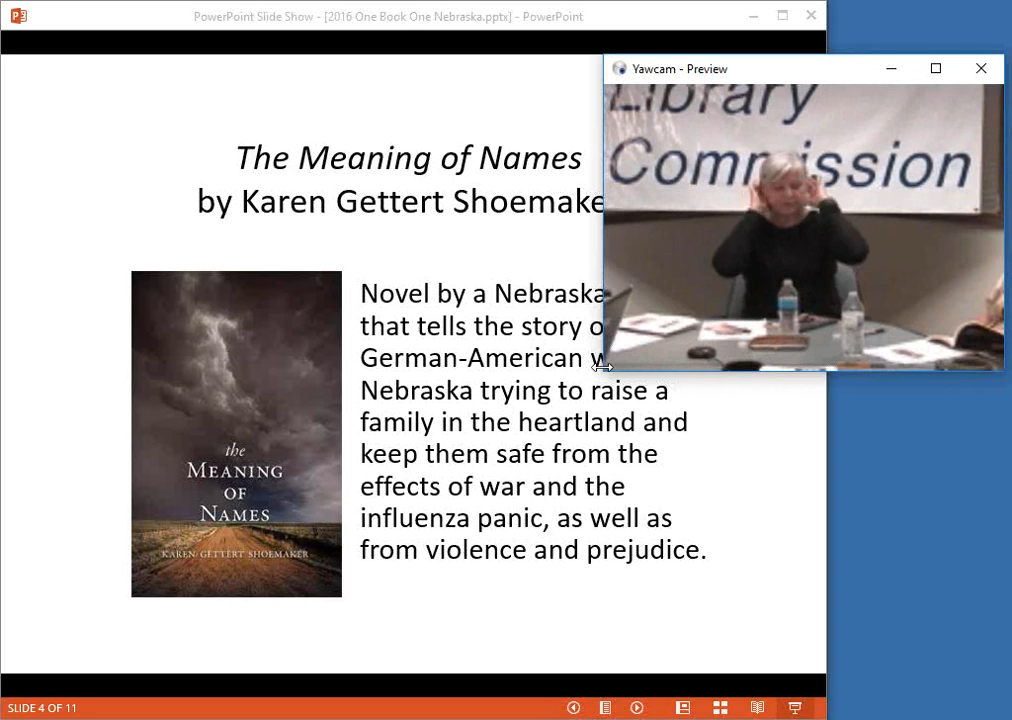 PowerPoint Slide Show - [2016 One Book One Nebraska.pptx] - PowerPoint
Yawcam - Preview
Library
Commission
The Meaning of Names
by Karen Gettert Shoemake
Novel by a Nebraska
that tells the story o
German-American w
Nebraska trying to raise a
family in the heartland and
keep them safe from the
effects of war and the
influenza panic, as well as
from violence and prejudice.
the
MEANING
OF
NAMES
KAREN GETTERT SHOEMAKER
SLIDE 4 OF 11